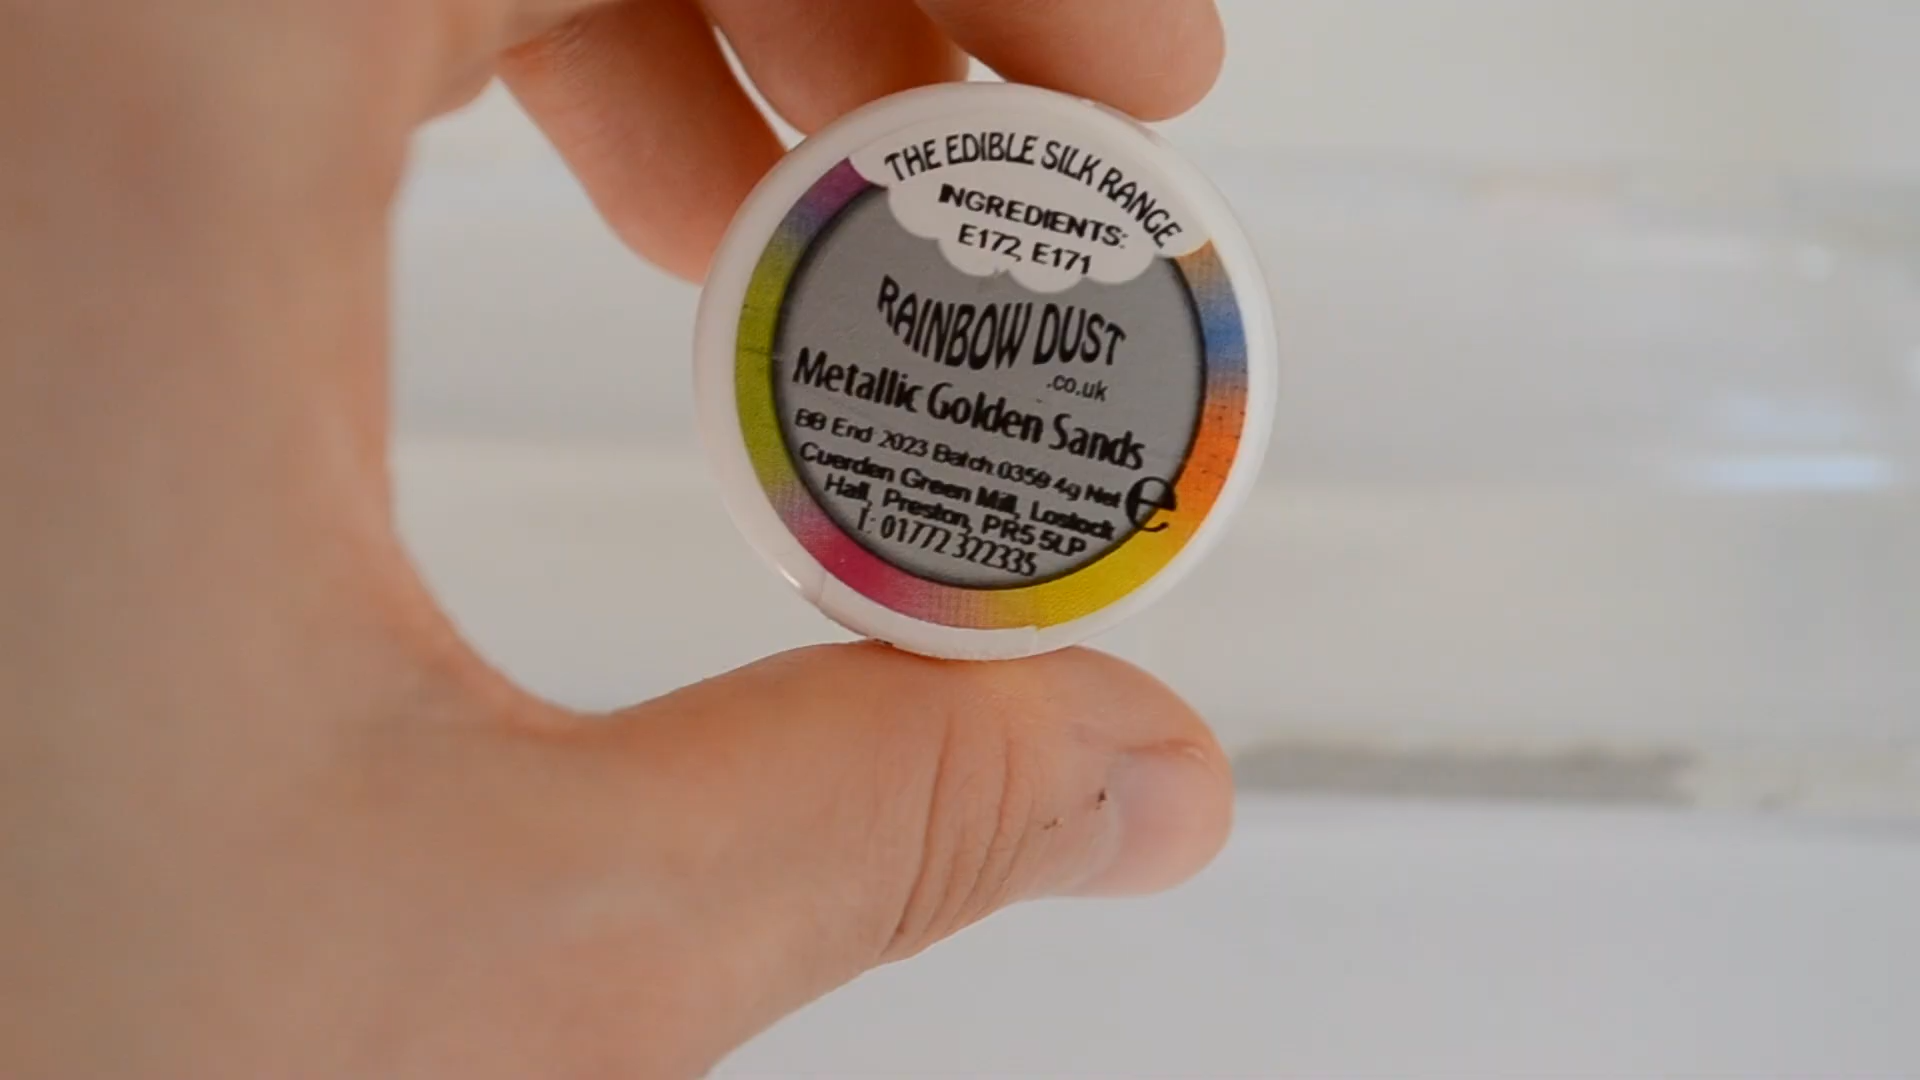 THE EDIBLE SILK RANGE
INGREDIENTS:
E172, E171
RAINBOW DUST
.co.uk
Metallic Golden Sands
BB End 2023 Batch 0359 4g Net e
Cuerden Green Mill, Lostock
Hall, Preston, PR5 5LP
T: 01772 322335